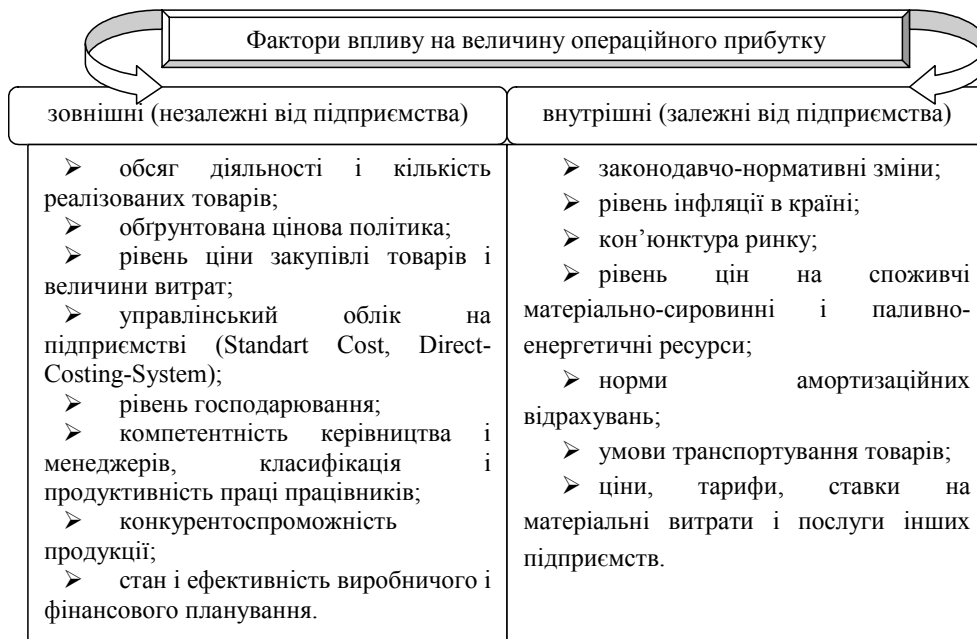 Фактори впливу на величину операційного прибутку
зовнішні (незалежні від підприємства)
➢ обсяг діяльності і кількість
реалізованих товарів;
➢ обґрунтована цінова політика;
➢ рівень ціни закупівлі товарів і
величини витрат;
➢ управлінський облік на
підприємстві (Standart Cost, Direct-
Costing-System);
➢ рівень господарювання;
➢ компетентність керівництва і
менеджерів, класифікація і
продуктивність праці працівників;
➢ конкурентоспроможність
продукції;
➢ стан і ефективність виробничого і
фінансового планування.
внутрішні (залежні від підприємства)
➢ законодавчо-нормативні зміни;
➢ рівень інфляції в країні;
➢ кон’юнктура ринку;
➢ рівень цін на споживчі
матеріально-сировинні і паливно-
енергетичні ресурси;
➢ норми амортизаційних
відрахувань;
➢ умови транспортування товарів;
➢ ціни, тарифи, ставки на
матеріальні витрати і послуги інших
підприємств.